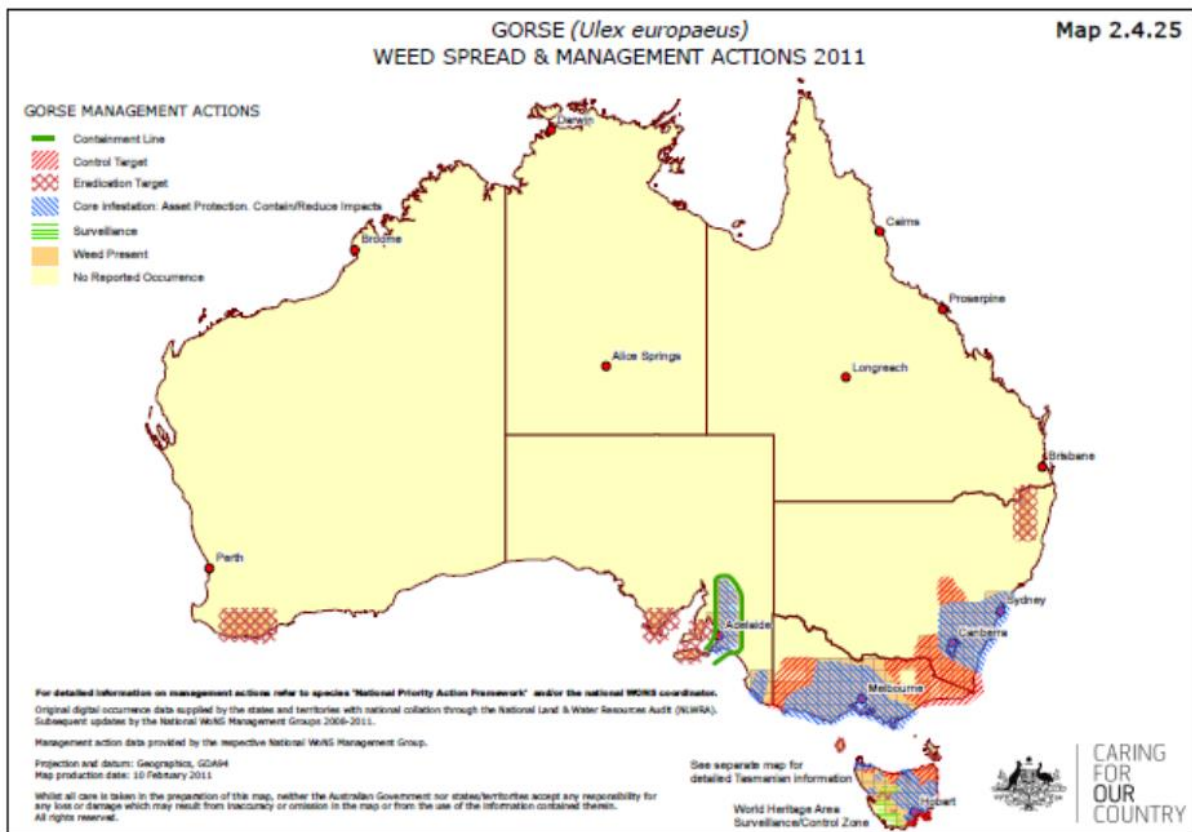 GORSE (Ulex europaeus)
WEED SPREAD & MANAGEMENT ACTIONS 2011
Map 2.4.25
GORSE MANAGEMENT ACTIONS
Containment Line
Control Target
Eradication Target
Core Infestation: Asset Protection. Contain/Reduce Impacts
Surveillance
Weed Present
No Reported Occurrence
Darwin
Broome
Cairns
Proserpine
Alice Springs
Longreach
Brisbane
Perth
Adelaide
Sydney
Canberra
Melbourne
Hobart
For detailed information on management actions refer to species 'National Priority Action Framework' and/or the national WONS coordinator.
Original digital occurrence data supplied by the states and territories with national collation through the National Land & Water Resources Audit (NLWRA).
Subsequent updates by the National WoNS Management Groups 2008-2011.
Management action data provided by the respective National WoNS Management Group.
Projection and datum: Geographics, GDA94
Map production date: 10 February 2011
Whilst all care is taken in the preparation of this map, neither the Australian Government nor states/territories accept any responsibility for
any loss or damage which may result from inaccuracy or omission in the map or from the use of the information contained therein.
All rights reserved.
See separate map for
detailed Tasmanian information
World Heritage Area
Surveillance/Control Zone
CARING
FOR
OUR
COUNTRY